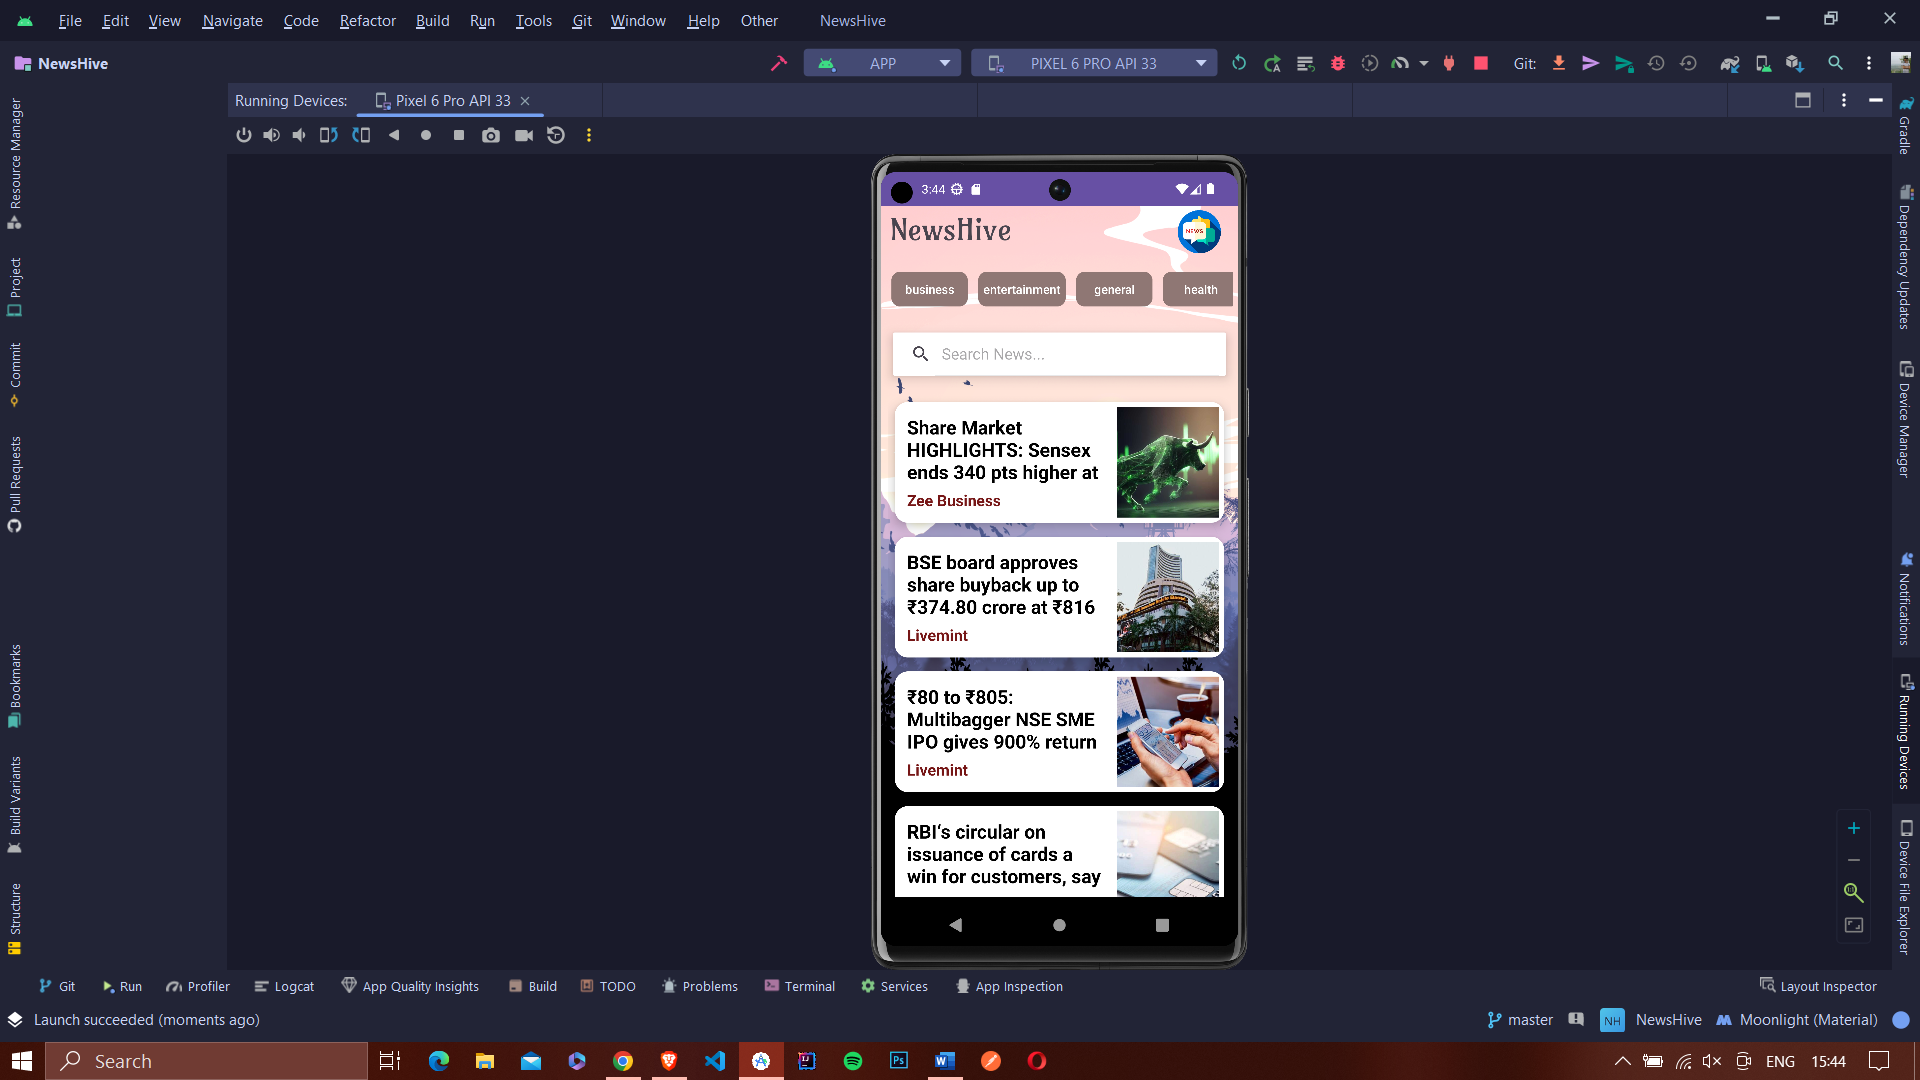 File Edit View Navigate Code Refactor Build Run Tools Git Window Help Other NewsHive
NewsHive APP PIXEL 6 PRO API 33 Git:
Running Devices: Pixel 6 Pro API 33
Resource Manager
Project
Commit
Pull Requests
Bookmarks
Build Variants
Structure
3:44
NewsHive
NEWS
business entertainment general health
Search News...
Share Market
HIGHLIGHTS: Sensex
ends 340 pts higher at
Zee Business
BSE board approves
share buyback up to
₹374.80 crore at ₹816
Livemint
₹80 to ₹805:
Multibagger NSE SME
IPO gives 900% return
Livemint
RBI's circular on
issuance of cards a
win for customers, say
Gradle
Dependency Updates
Device Manager
Notifications
Running Devices
Device File Explorer
Git Run Profiler Logcat App Quality Insights Build TODO Problems Terminal Services App Inspection Layout Inspector
Launch succeeded (moments ago) master NH NewsHive Moonlight (Material)
Search ENG 15:44